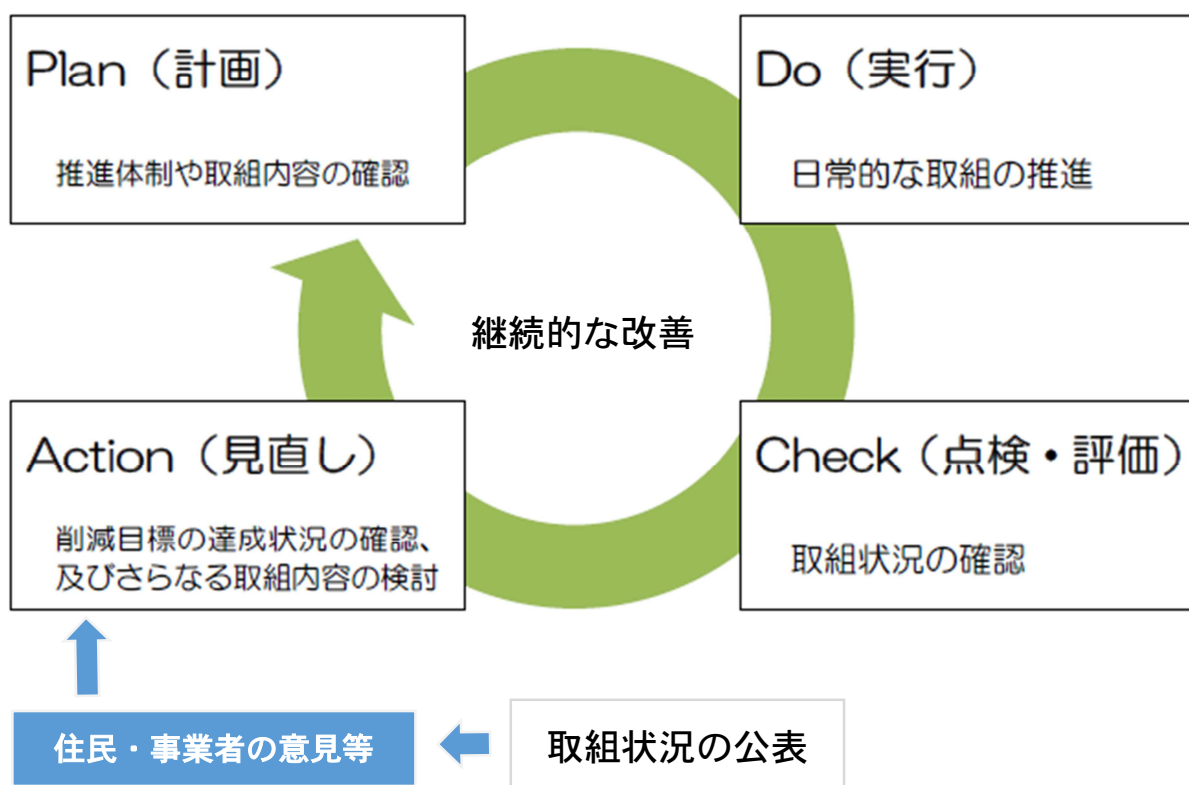 Plan（計画）
推進体制や取組内容の確認
Do（実行）
日常的な取組の推進
継続的な改善
Action（見直し）
削減目標の達成状況の確認、
及びさらなる取組内容の検討
Check（点検・評価）
取組状況の確認
住民・事業者の意見等
取組状況の公表